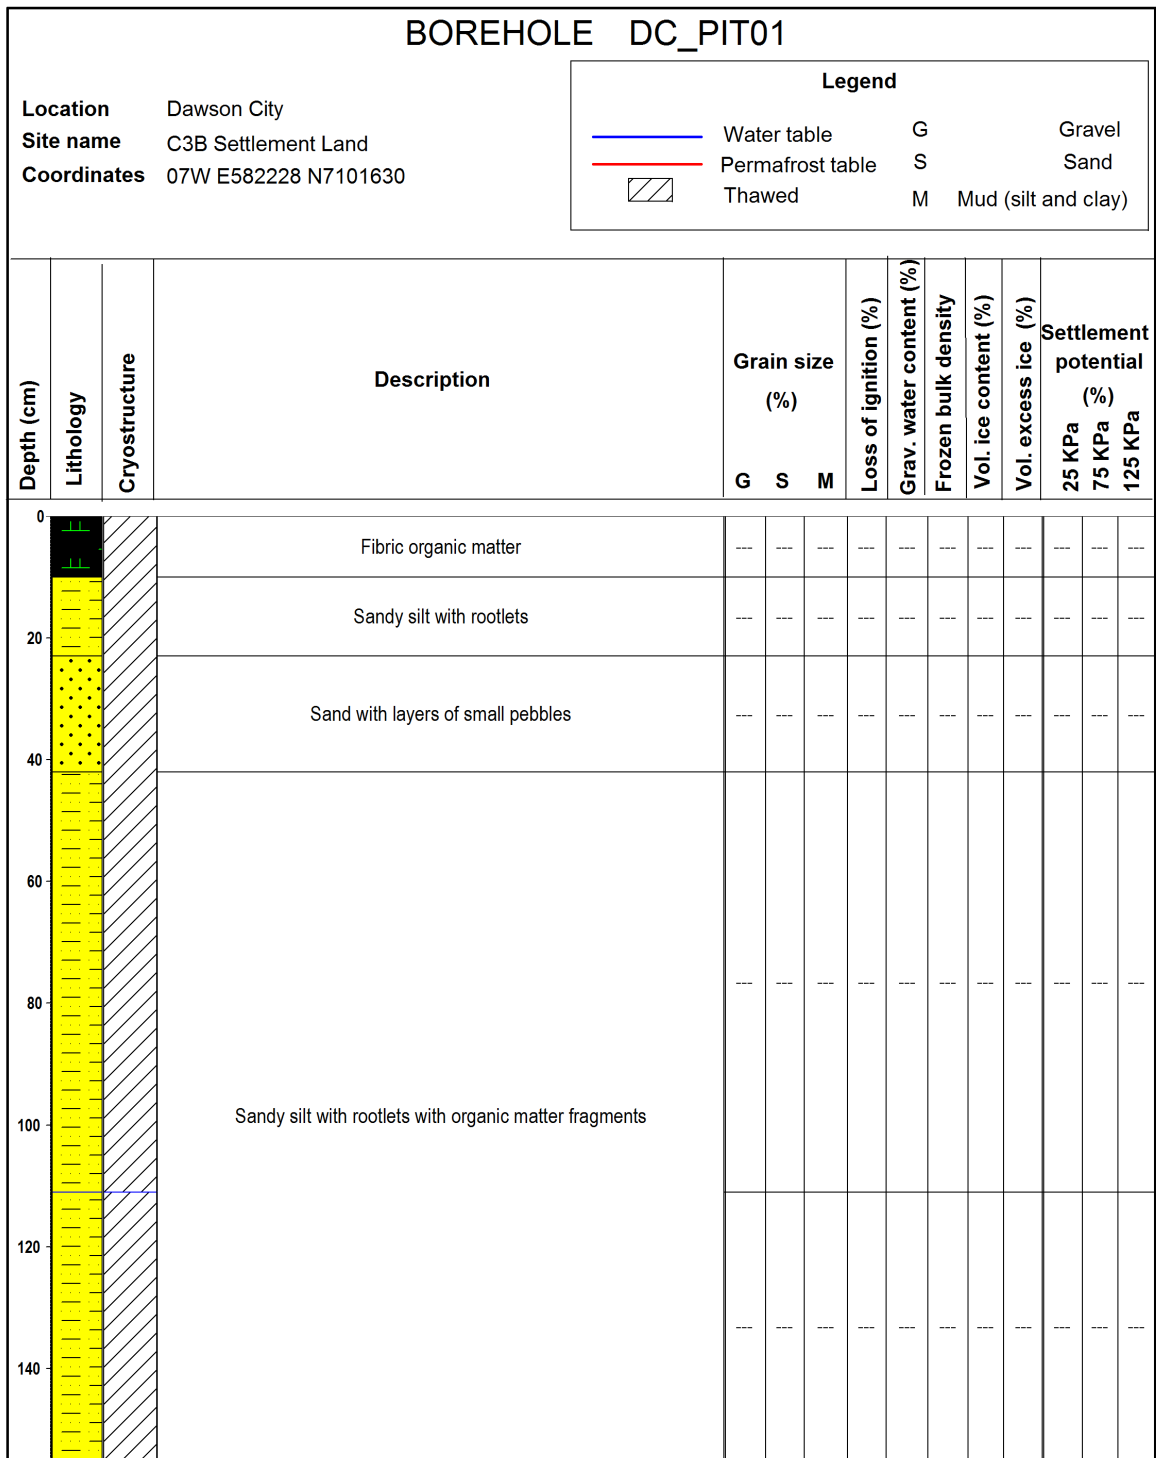 BOREHOLE DC_PIT01
Location Dawson City
Site name C3B Settlement Land
Coordinates 07W E582228 N7101630
Legend
Water table G Gravel
Permafrost table S Sand
Thawed M Mud (silt and clay)
Depth (cm)
Lithology
Cryostructure
Description
Grain size
(%)
G S M
Loss of ignition (%)
Grav. water content (%)
Frozen bulk density
Vol. ice content (%)
Vol. excess ice (%)
Settlement
potential
(%)
25 KPa
75 KPa
125 KPa
0
Fibric organic matter --- --- --- --- --- --- --- --- --- --- ---
Sandy silt with rootlets --- --- --- --- --- --- --- --- --- --- ---
20
Sand with layers of small pebbles --- --- --- --- --- --- --- --- --- --- ---
40
60
--- --- --- --- --- --- --- --- --- --- ---
80
Sandy silt with rootlets with organic matter fragments
100
120
--- --- --- --- --- --- --- --- --- --- ---
140